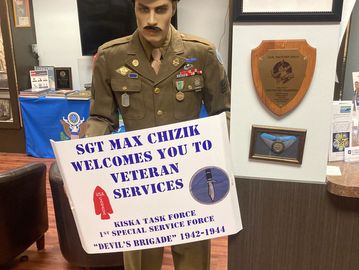 SGT MAX CHIZIK
WELCOMES YOU TO
VETERAN
SERVICES
KISKA TASK FORCE
1ST SPECIAL SERVICE FORCE
"DEVIL'S BRIGADE" 1942-1944